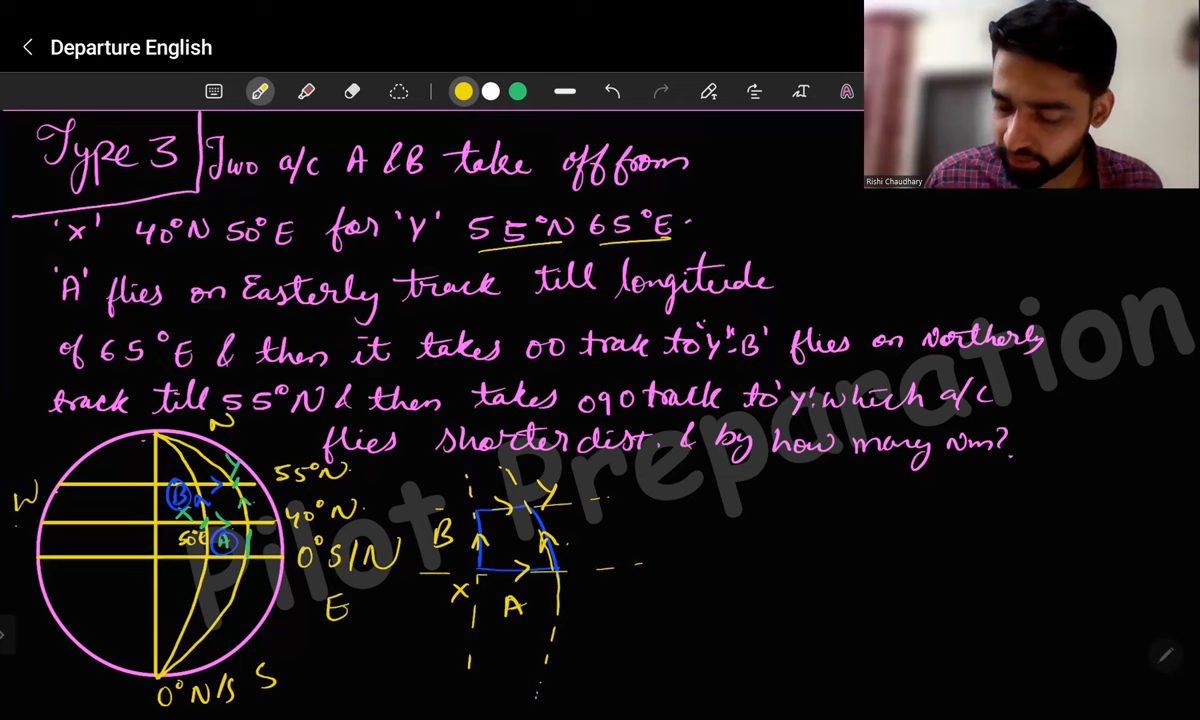 Departure English
Rishi Chaudhary
Type 3 Two a/c A & B take off from
'X' 40°N 50°E for 'Y' 55°N 65°E.
'A' flies on Easterly track till longitude
of 65°E & then it takes 00 trak to 'Y'. 'B' flies on Northerly
track till 55°N & then takes 090 track to 'Y'. Which a/c
flies shorter dist. & by how many Nm?
N
W
55°N.
40°N.
0° S/N
E
0° N/S S
B
X
Y
50°E
A
B
Y
X
A
Pilot Preparation